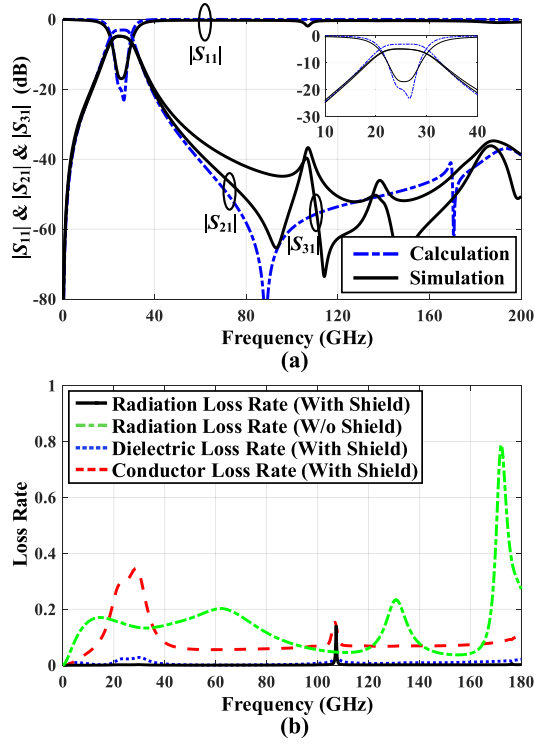 0
-20
-40
-60
-80
|S11| & |S21| & |S31| (dB)
|S11|
|S21|
|S31|
0
-10
-20
-30
10 20 30 40
Calculation
Simulation
0 40 80 120 160 200
Frequency (GHz)
(a)
1
0.8
0.6
0.4
0.2
0
Loss Rate
Radiation Loss Rate (With Shield)
Radiation Loss Rate (W/o Shield)
Dielectric Loss Rate (With Shield)
Conductor Loss Rate (With Shield)
0 20 40 60 80 100 120 140 160 180
Frequency (GHz)
(b)